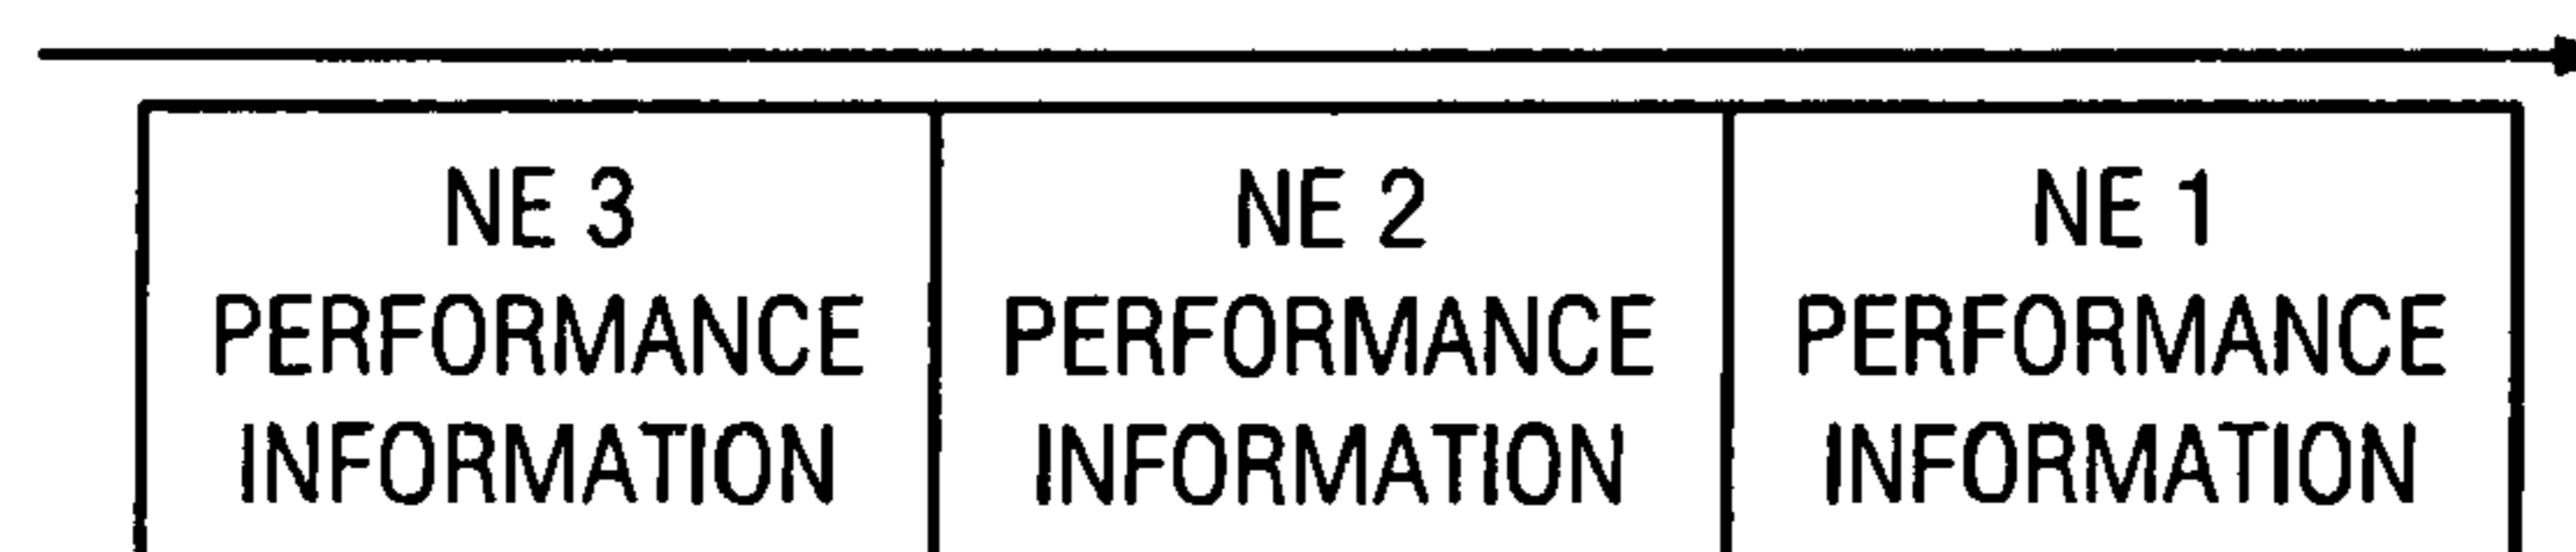 NE 3
PERFORMANCE
INFORMATION
NE 2
PERFORMANCE
INFORMATION
NE 1
PERFORMANCE
INFORMATION